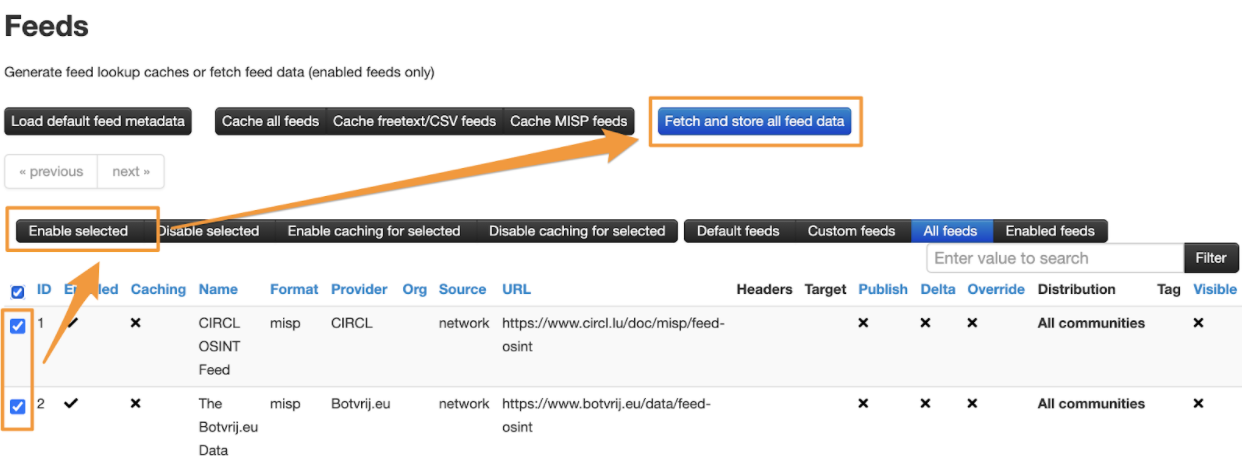 Feeds
Generate feed lookup caches or fetch feed data (enabled feeds only)
Load default feed metadata Cache all feeds Cache freetext/CSV feeds Cache MISP feeds Fetch and store all feed data
« previous next »
Enable selected Disable selected Enable caching for selected Disable caching for selected Default feeds Custom feeds All feeds Enabled feeds
Enter value to search Filter
ID Enabled Caching Name Format Provider Org Source URL Headers Target Publish Delta Override Distribution Tag Visible
1 CIRCL misp CIRCL network https://www.circl.lu/doc/misp/feed- All communities
OSINT osint
Feed
2 The misp Botvrij.eu network https://www.botvrij.eu/data/feed- All communities
Botvrij.eu osint
Data